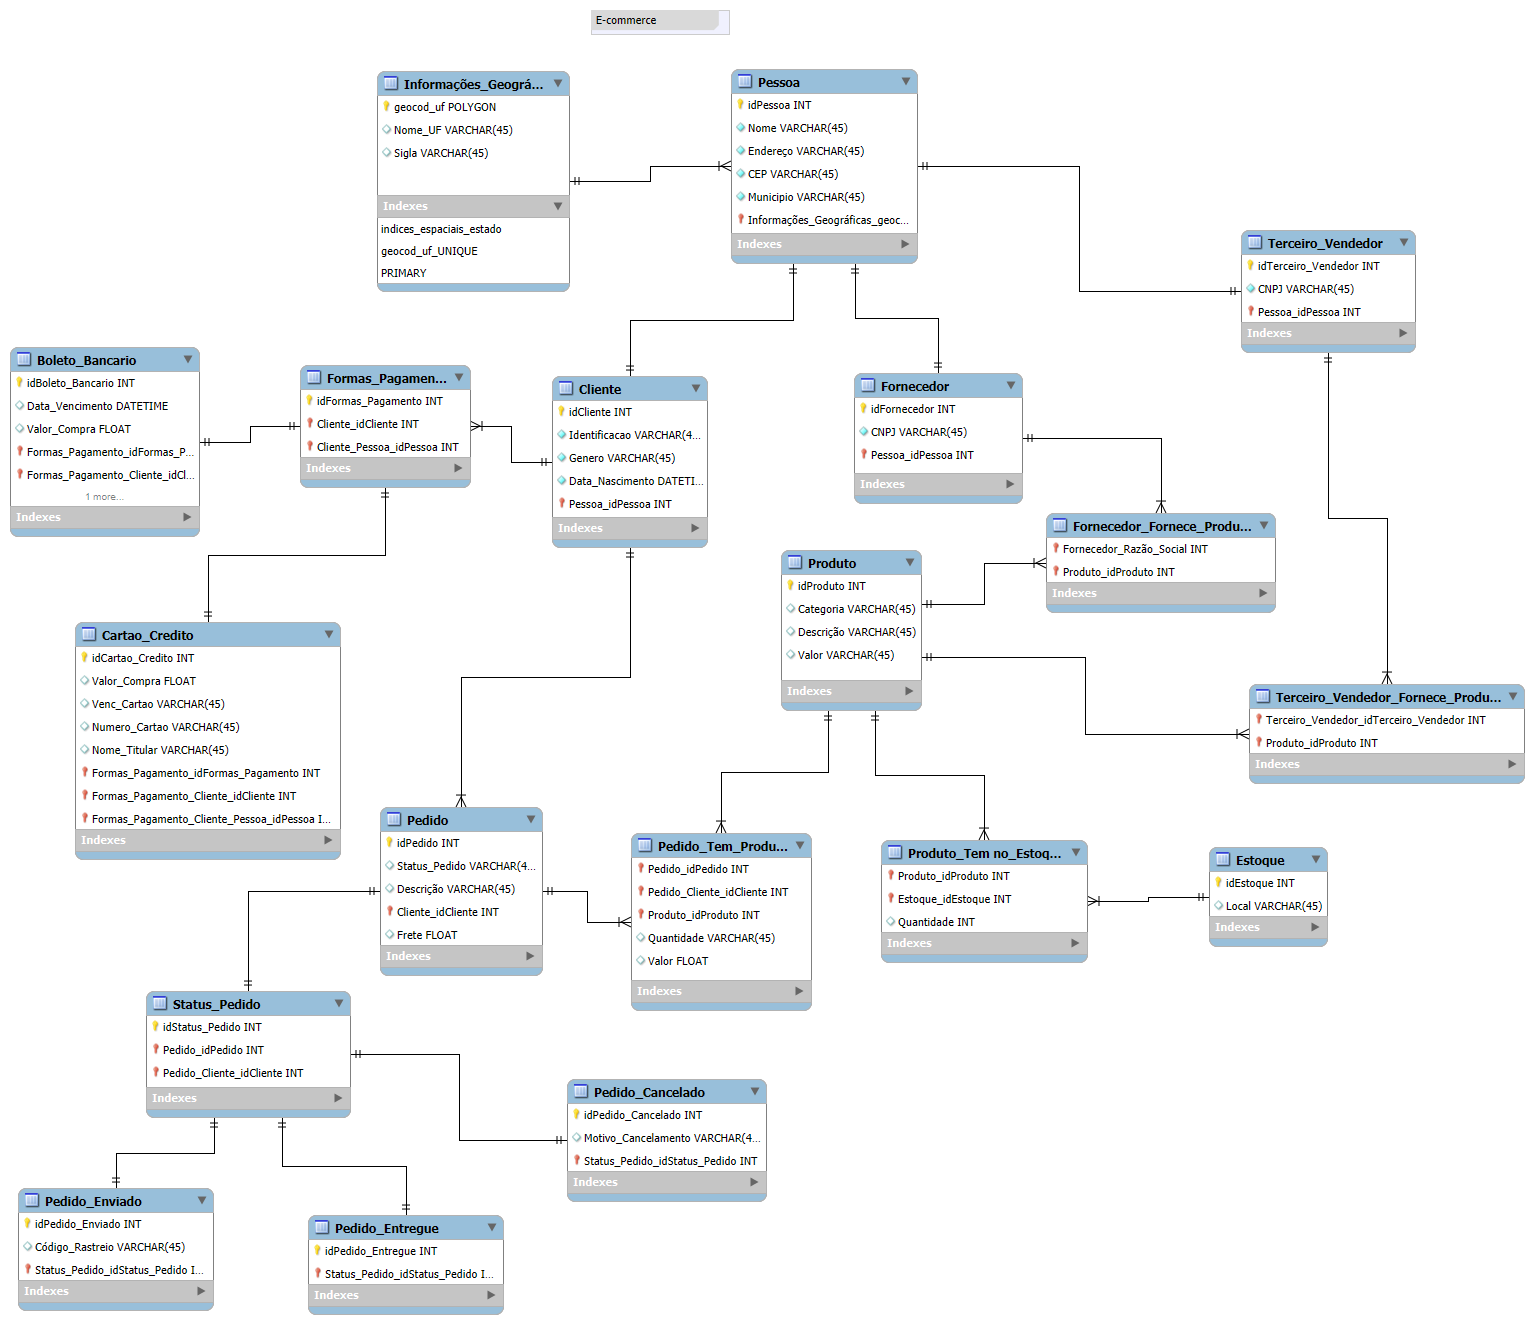 E-commerce
Informações_Geográ...
geocod_uf POLYGON
Nome_UF VARCHAR(45)
Sigla VARCHAR(45)
Indexes
indices_espaciais_estado
geocod_uf_UNIQUE
PRIMARY
Pessoa
idPessoa INT
Nome VARCHAR(45)
Endereço VARCHAR(45)
CEP VARCHAR(45)
Municipio VARCHAR(45)
Informações_Geográficas_geoc...
Indexes
Terceiro_Vendedor
idTerceiro_Vendedor INT
CNPJ VARCHAR(45)
Pessoa_idPessoa INT
Indexes
Boleto_Bancario
idBoleto_Bancario INT
Data_Vencimento DATETIME
Valor_Compra FLOAT
Formas_Pagamento_idFormas_P...
Formas_Pagamento_Cliente_idCl...
1 more...
Indexes
Formas_Pagamen...
idFormas_Pagamento INT
Cliente_idCliente INT
Cliente_Pessoa_idPessoa INT
Indexes
Cliente
idCliente INT
Identificacao VARCHAR(4...
Genero VARCHAR(45)
Data_Nascimento DATETI...
Pessoa_idPessoa INT
Indexes
Fornecedor
idFornecedor INT
CNPJ VARCHAR(45)
Pessoa_idPessoa INT
Indexes
Fornecedor_Fornece_Produ...
Fornecedor_Razão_Social INT
Produto_idProduto INT
Indexes
Produto
idProduto INT
Categoria VARCHAR(45)
Descrição VARCHAR(45)
Valor VARCHAR(45)
Indexes
Cartao_Credito
idCartao_Credito INT
Valor_Compra FLOAT
Venc_Cartao VARCHAR(45)
Numero_Cartao VARCHAR(45)
Nome_Titular VARCHAR(45)
Formas_Pagamento_idFormas_Pagamento INT
Formas_Pagamento_Cliente_idCliente INT
Formas_Pagamento_Cliente_Pessoa_idPessoa I...
Indexes
Terceiro_Vendedor_Fornece_Produ...
Terceiro_Vendedor_idTerceiro_Vendedor INT
Produto_idProduto INT
Indexes
Pedido
idPedido INT
Status_Pedido VARCHAR(4...
Descrição VARCHAR(45)
Cliente_idCliente INT
Frete FLOAT
Indexes
Pedido_Tem_Produ...
Pedido_idPedido INT
Pedido_Cliente_idCliente INT
Produto_idProduto INT
Quantidade VARCHAR(45)
Valor FLOAT
Indexes
Produto_Tem no_Estoq...
Produto_idProduto INT
Estoque_idEstoque INT
Quantidade INT
Indexes
Estoque
idEstoque INT
Local VARCHAR(45)
Indexes
Status_Pedido
idStatus_Pedido INT
Pedido_idPedido INT
Pedido_Cliente_idCliente INT
Indexes
Pedido_Cancelado
idPedido_Cancelado INT
Motivo_Cancelamento VARCHAR(4...
Status_Pedido_idStatus_Pedido INT
Indexes
Pedido_Enviado
idPedido_Enviado INT
Código_Rastreio VARCHAR(45)
Status_Pedido_idStatus_Pedido I...
Indexes
Pedido_Entregue
idPedido_Entregue INT
Status_Pedido_idStatus_Pedido I...
Indexes